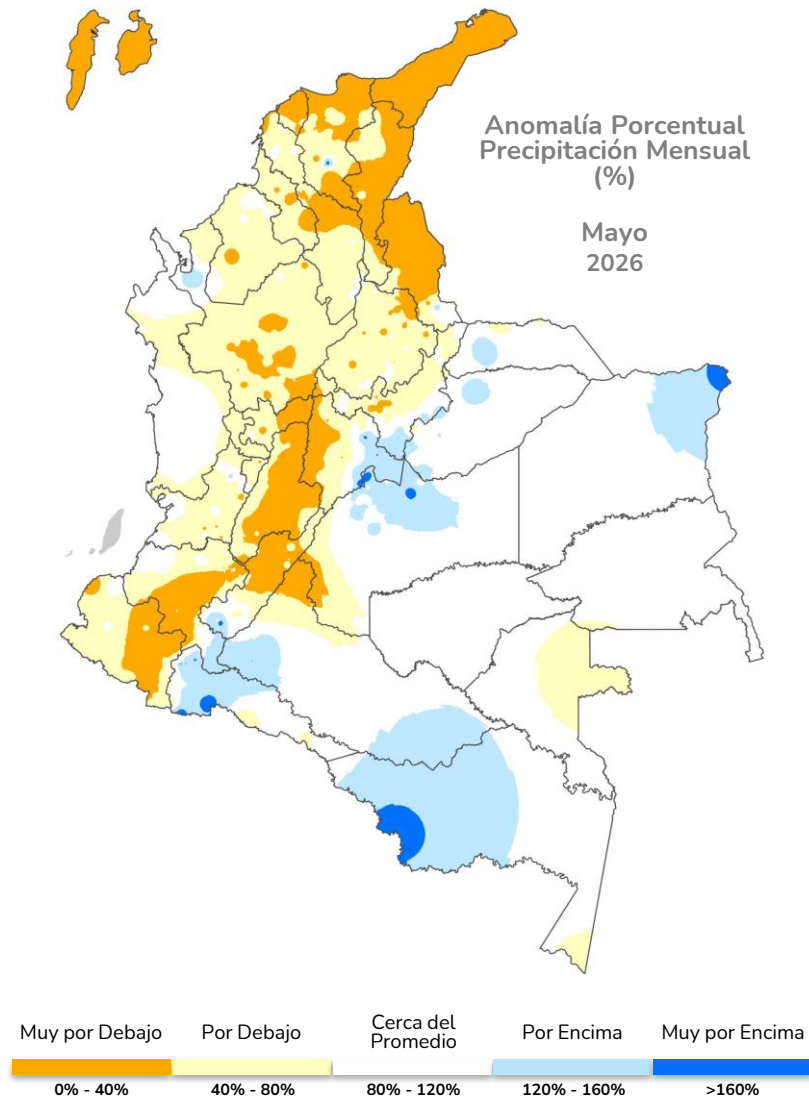 Anomalía Porcentual
Precipitación Mensual
(%)
Mayo
2026
Muy por Debajo
Por Debajo
Cerca del
Promedio
Por Encima
Muy por Encima
0% - 40%
40% - 80%
80% - 120%
120% - 160%
>160%